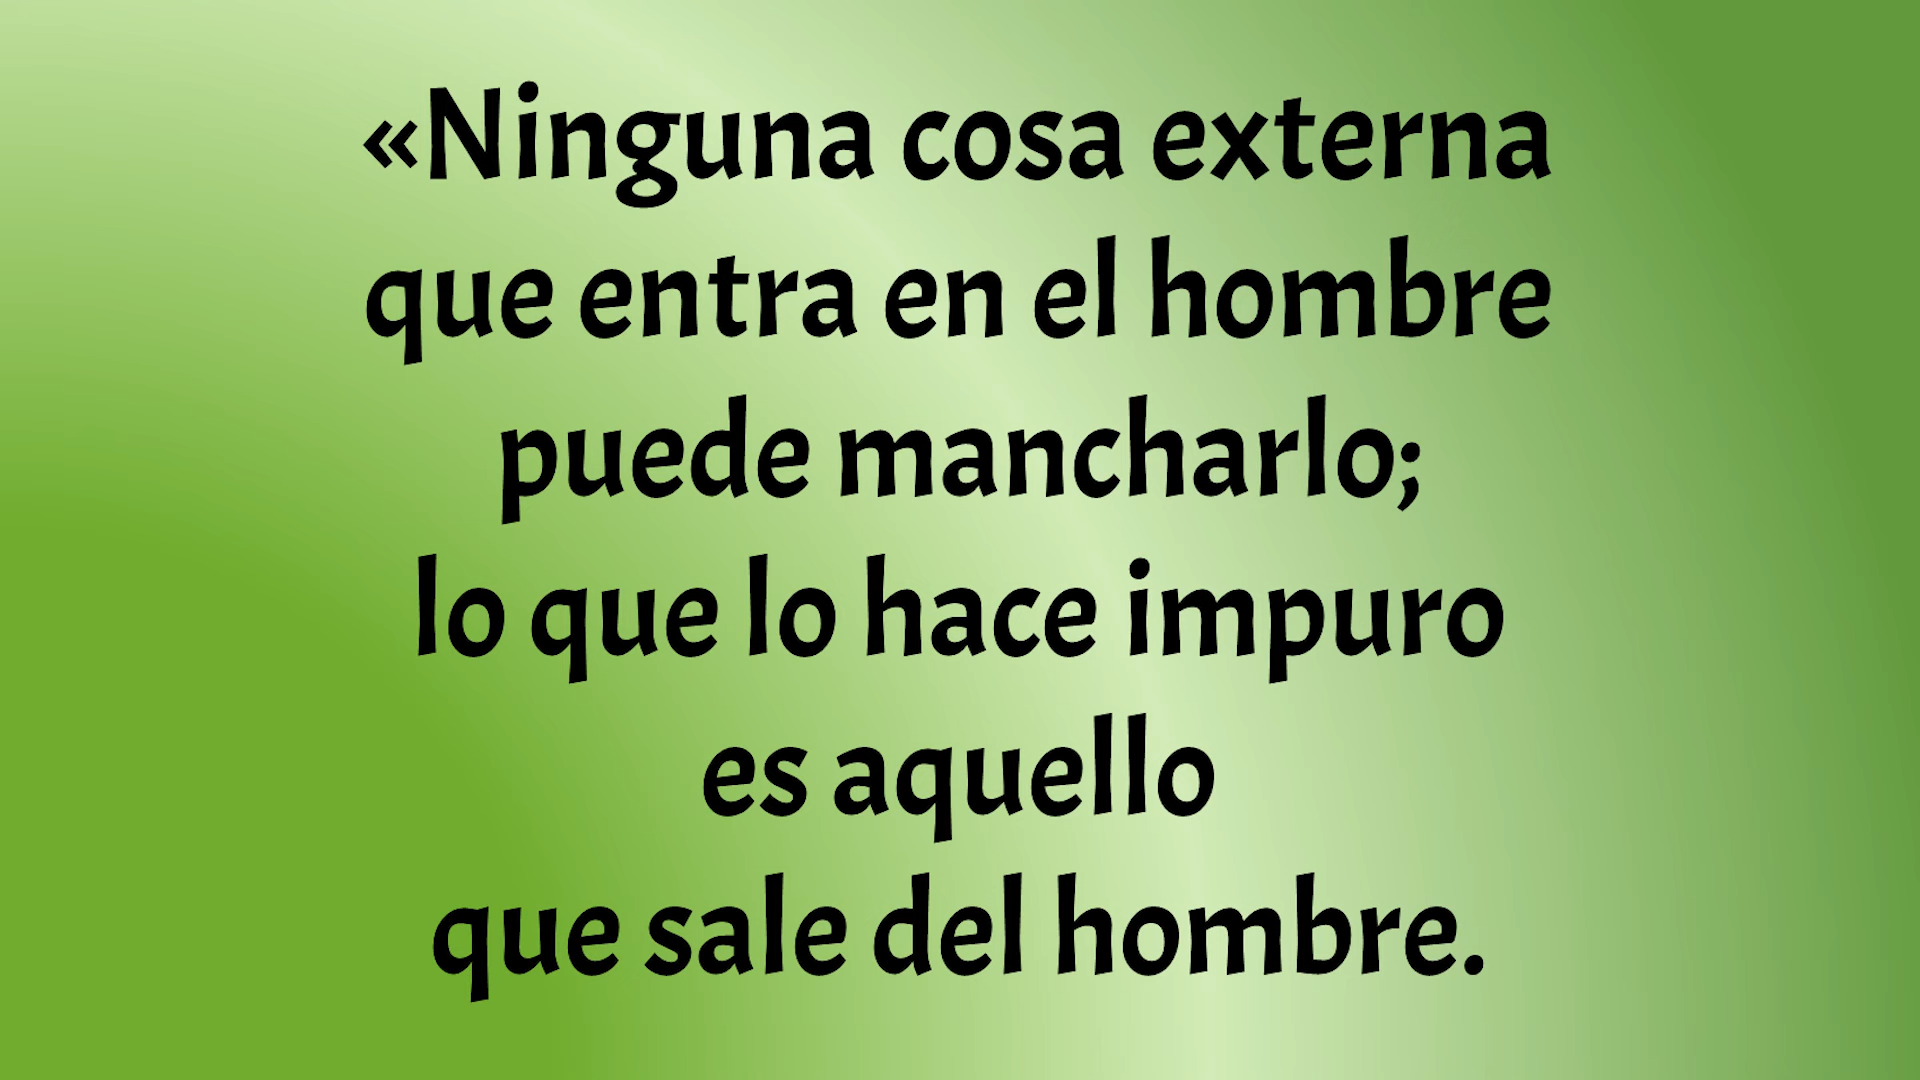 «Ninguna cosa externa
que entra en el hombre
puede mancharlo;
lo que lo hace impuro
es aquello
que sale del hombre.